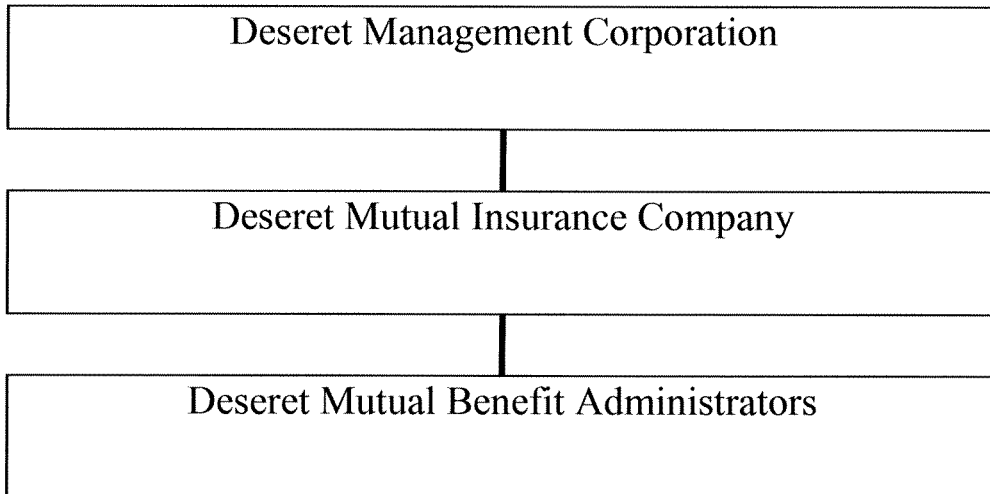 Deseret Management Corporation
Deseret Mutual Insurance Company
Deseret Mutual Benefit Administrators